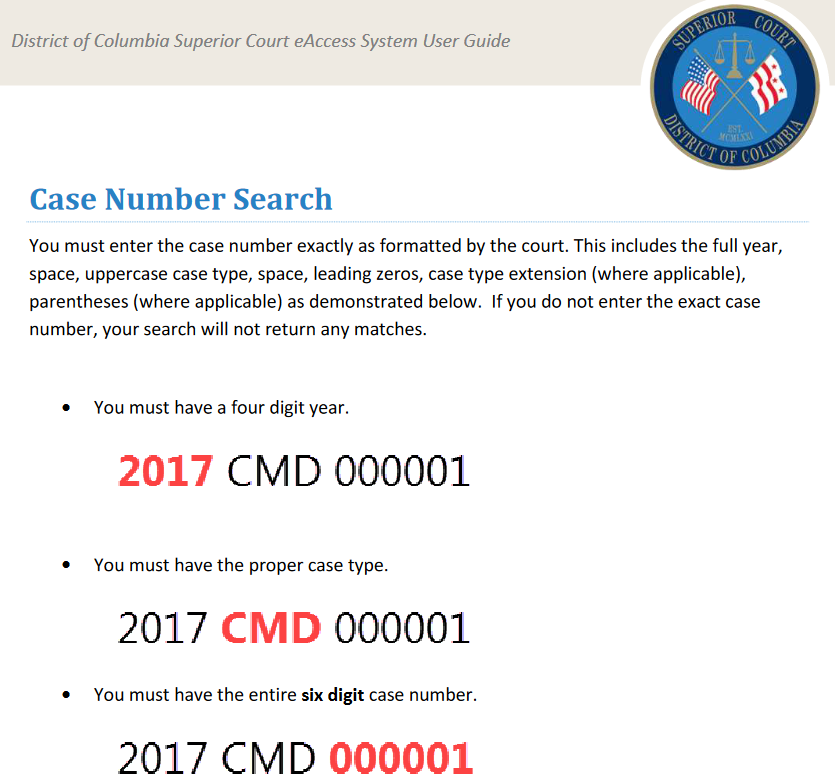 District of Columbia Superior Court eAccess System User Guide
SUPERIOR COURT
EST.
MCMLXXI
DISTRICT OF COLUMBIA
Case Number Search
You must enter the case number exactly as formatted by the court. This includes the full year,
space, uppercase case type, space, leading zeros, case type extension (where applicable),
parentheses (where applicable) as demonstrated below.  If you do not enter the exact case
number, your search will not return any matches.
• You must have a four digit year.
2017 CMD 000001
• You must have the proper case type.
2017 CMD 000001
• You must have the entire six digit case number.
2017 CMD 000001